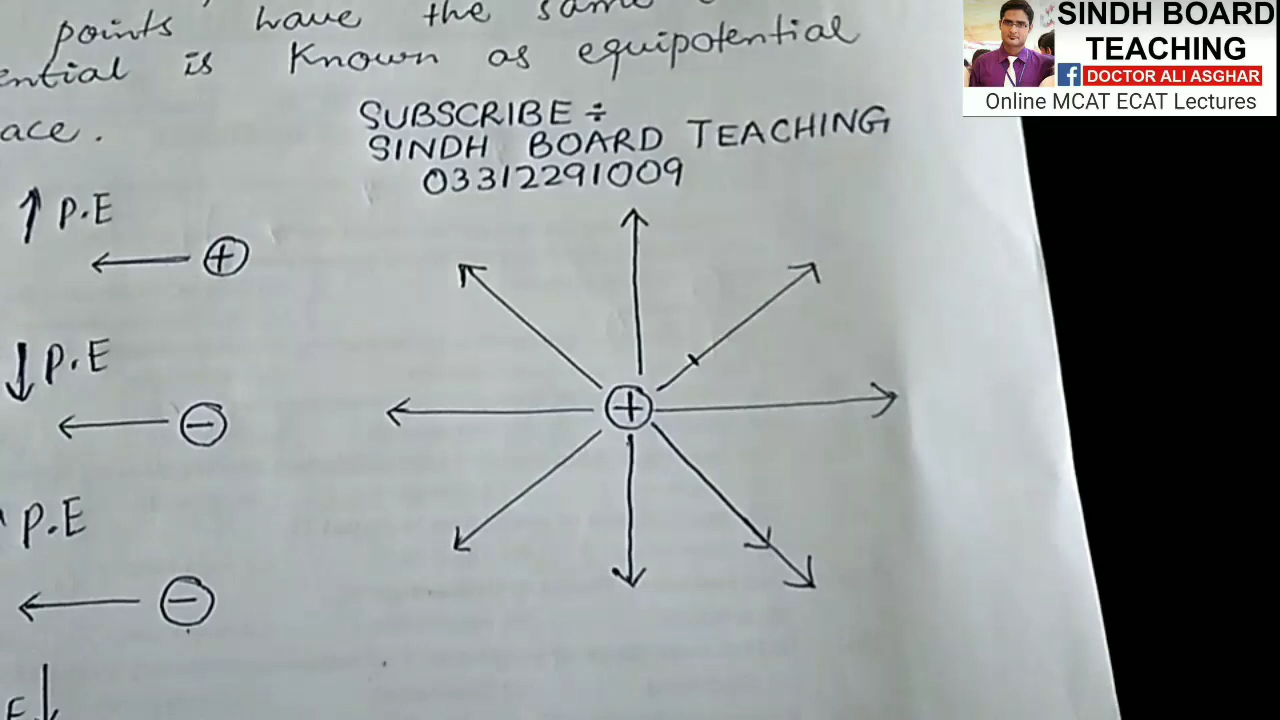 points have the same
ential is known as equipotential
ace.
SUBSCRIBE ÷
SINDH BOARD TEACHING
03312291009
↑ P.E
← +
↓ P.E
← −
P.E
← −
E ↓
+
SINDH BOARD
TEACHING
f DOCTOR ALI ASGHAR
Online MCAT ECAT Lectures